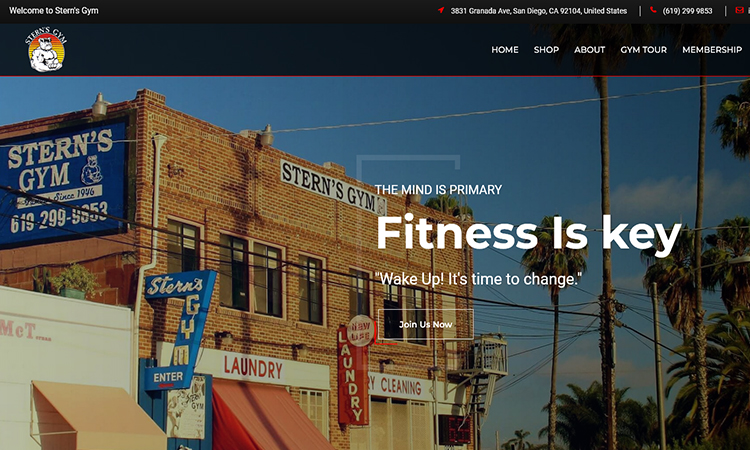 Welcome to Stern's Gym
3831 Granada Ave, San Diego, CA 92104, United States
(619) 299 9853
STERN'S GYM
HOME
SHOP
ABOUT
GYM TOUR
MEMBERSHIP
STERN'S
GYM
Since 1946
619-299-9853
STERN'S GYM
THE MIND IS PRIMARY
Fitness Is key
"Wake Up! It's time to change."
Join Us Now
Stern's
GYM
ENTER
LAUNDRY
LAUNDRY
DRY CLEANING